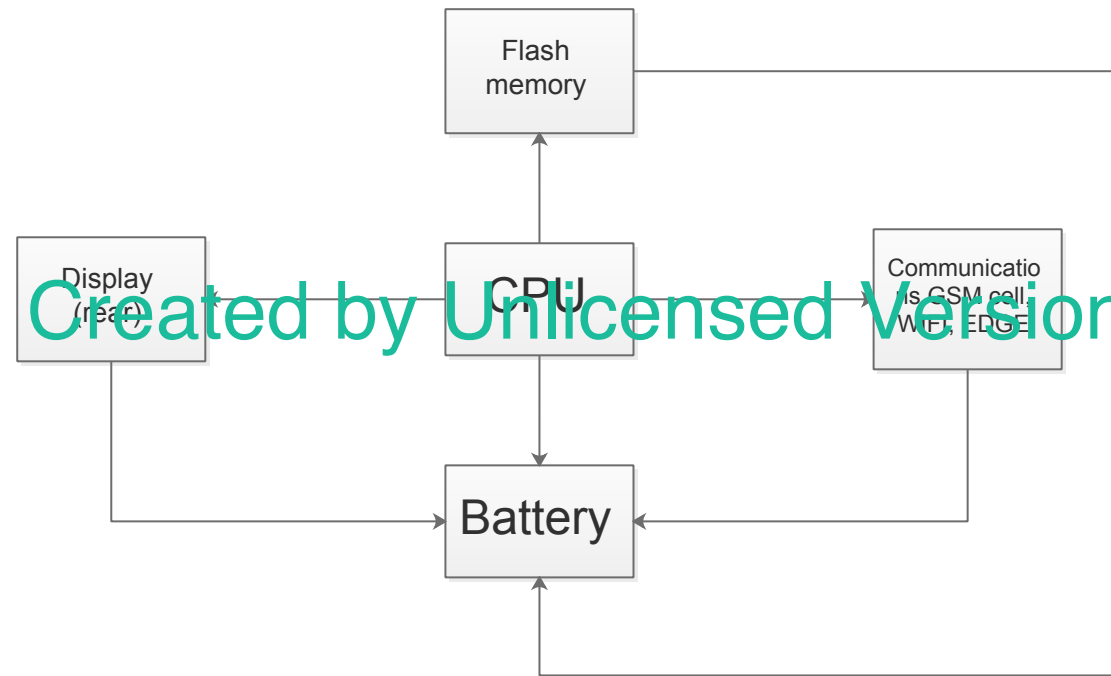 Flash
memory
Display
(rear)
CPU
Communicatio
ns GSM cell,
WIFI, EDGE
Created by Unlicensed Version
Battery